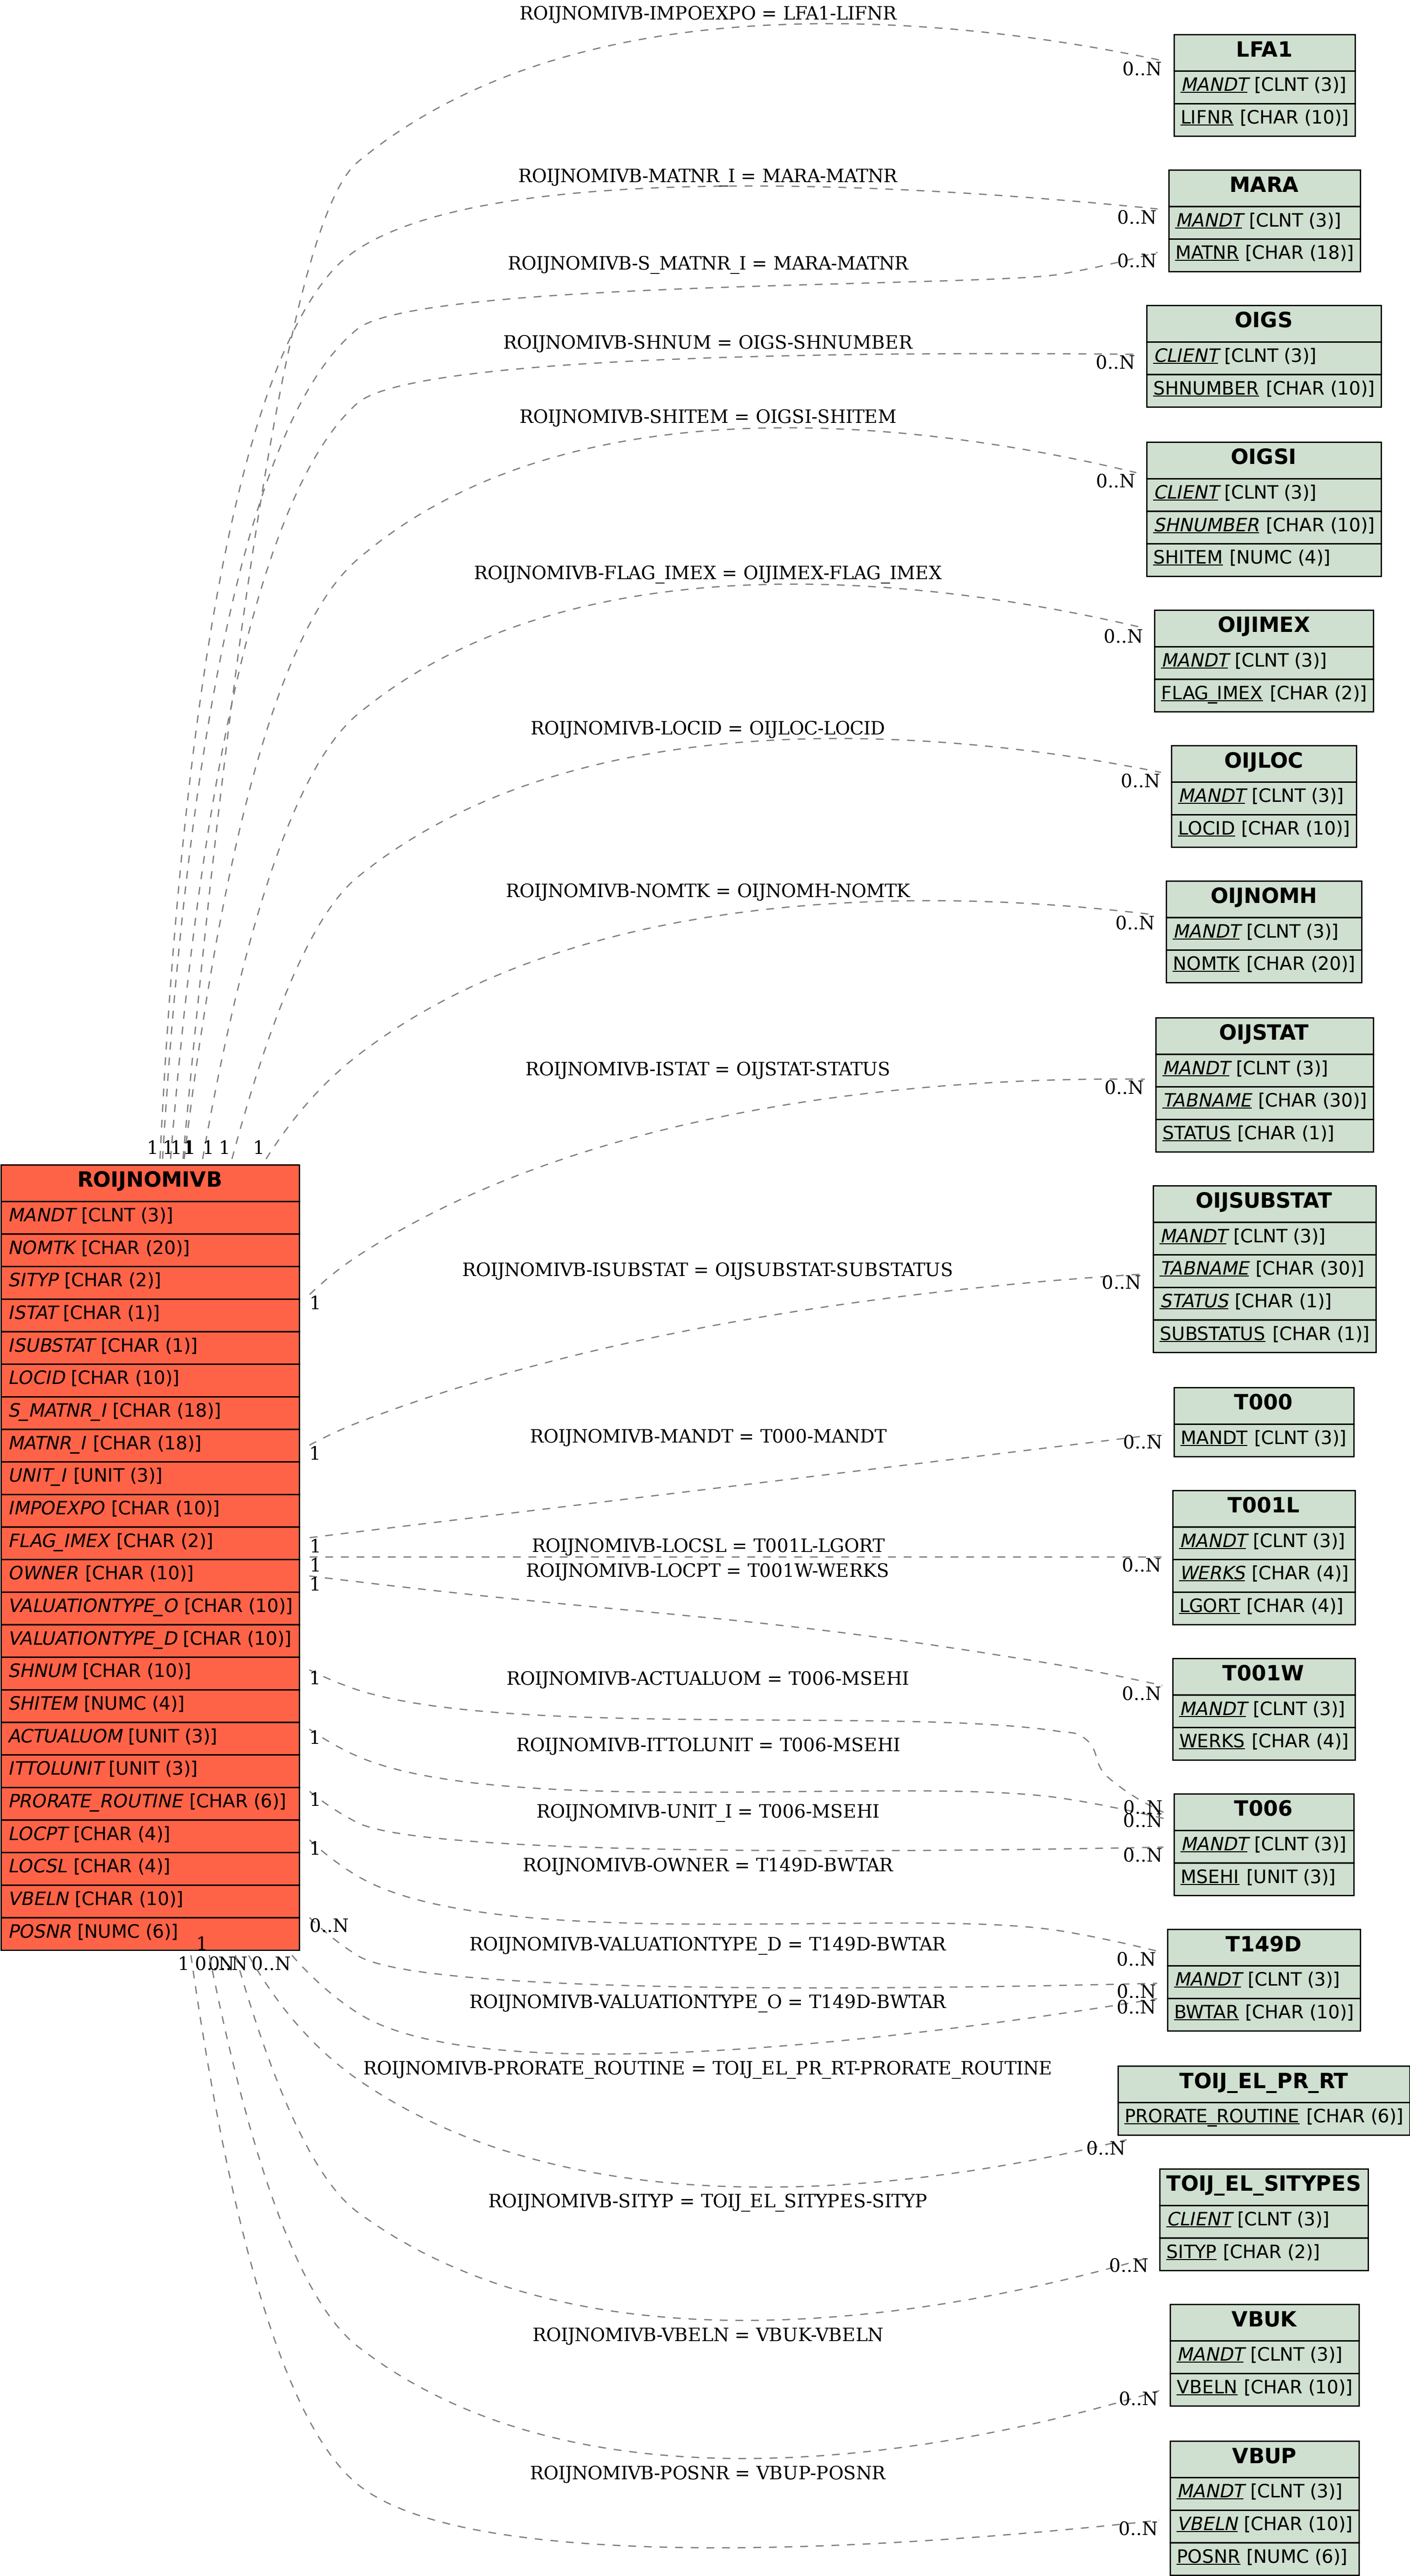 ROIJNOMIVB-IMPOEXPO = LFA1-LIFNR
0..N
LFA1
MANDT [CLNT (3)]
LIFNR [CHAR (10)]
ROIJNOMIVB-MATNR_I = MARA-MATNR
0..N
ROIJNOMIVB-S_MATNR_I = MARA-MATNR
0..N
MARA
MANDT [CLNT (3)]
MATNR [CHAR (18)]
ROIJNOMIVB-SHNUM = OIGS-SHNUMBER
0..N
OIGS
CLIENT [CLNT (3)]
SHNUMBER [CHAR (10)]
ROIJNOMIVB-SHITEM = OIGSI-SHITEM
0..N
OIGSI
CLIENT [CLNT (3)]
SHNUMBER [CHAR (10)]
SHITEM [NUMC (4)]
ROIJNOMIVB-FLAG_IMEX = OIJIMEX-FLAG_IMEX
0..N
OIJIMEX
MANDT [CLNT (3)]
FLAG_IMEX [CHAR (2)]
ROIJNOMIVB-LOCID = OIJLOC-LOCID
0..N
OIJLOC
MANDT [CLNT (3)]
LOCID [CHAR (10)]
ROIJNOMIVB-NOMTK = OIJNOMH-NOMTK
0..N
OIJNOMH
MANDT [CLNT (3)]
NOMTK [CHAR (20)]
ROIJNOMIVB-ISTAT = OIJSTAT-STATUS
0..N
OIJSTAT
MANDT [CLNT (3)]
TABNAME [CHAR (30)]
STATUS [CHAR (1)]
1 1 1 1 1 1 1 1
ROIJNOMIVB
MANDT [CLNT (3)]
NOMTK [CHAR (20)]
SITYP [CHAR (2)]
ISTAT [CHAR (1)]
ISUBSTAT [CHAR (1)]
LOCID [CHAR (10)]
S_MATNR_I [CHAR (18)]
MATNR_I [CHAR (18)]
UNIT_I [UNIT (3)]
IMPOEXPO [CHAR (10)]
FLAG_IMEX [CHAR (2)]
OWNER [CHAR (10)]
VALUATIONTYPE_O [CHAR (10)]
VALUATIONTYPE_D [CHAR (10)]
SHNUM [CHAR (10)]
SHITEM [NUMC (4)]
ACTUALUOM [UNIT (3)]
ITTOLUNIT [UNIT (3)]
PRORATE_ROUTINE [CHAR (6)]
LOCPT [CHAR (4)]
LOCSL [CHAR (4)]
VBELN [CHAR (10)]
POSNR [NUMC (6)]
1
1
1
1
1
1
1
1
1
0..N
1
1 0..N 0..N 0..N
ROIJNOMIVB-ISUBSTAT = OIJSUBSTAT-SUBSTATUS
0..N
OIJSUBSTAT
MANDT [CLNT (3)]
TABNAME [CHAR (30)]
STATUS [CHAR (1)]
SUBSTATUS [CHAR (1)]
ROIJNOMIVB-MANDT = T000-MANDT
0..N
T000
MANDT [CLNT (3)]
ROIJNOMIVB-LOCSL = T001L-LGORT
0..N
T001L
MANDT [CLNT (3)]
WERKS [CHAR (4)]
LGORT [CHAR (4)]
ROIJNOMIVB-LOCPT = T001W-WERKS
0..N
T001W
MANDT [CLNT (3)]
WERKS [CHAR (4)]
ROIJNOMIVB-ACTUALUOM = T006-MSEHI
ROIJNOMIVB-ITTOLUNIT = T006-MSEHI
ROIJNOMIVB-UNIT_I = T006-MSEHI
0..N
0..N
0..N
T006
MANDT [CLNT (3)]
MSEHI [UNIT (3)]
ROIJNOMIVB-OWNER = T149D-BWTAR
ROIJNOMIVB-VALUATIONTYPE_D = T149D-BWTAR
ROIJNOMIVB-VALUATIONTYPE_O = T149D-BWTAR
0..N
0..N
0..N
T149D
MANDT [CLNT (3)]
BWTAR [CHAR (10)]
ROIJNOMIVB-PRORATE_ROUTINE = TOIJ_EL_PR_RT-PRORATE_ROUTINE
0..N
TOIJ_EL_PR_RT
PRORATE_ROUTINE [CHAR (6)]
ROIJNOMIVB-SITYP = TOIJ_EL_SITYPES-SITYP
0..N
TOIJ_EL_SITYPES
CLIENT [CLNT (3)]
SITYP [CHAR (2)]
ROIJNOMIVB-VBELN = VBUK-VBELN
0..N
VBUK
MANDT [CLNT (3)]
VBELN [CHAR (10)]
ROIJNOMIVB-POSNR = VBUP-POSNR
0..N
VBUP
MANDT [CLNT (3)]
VBELN [CHAR (10)]
POSNR [NUMC (6)]